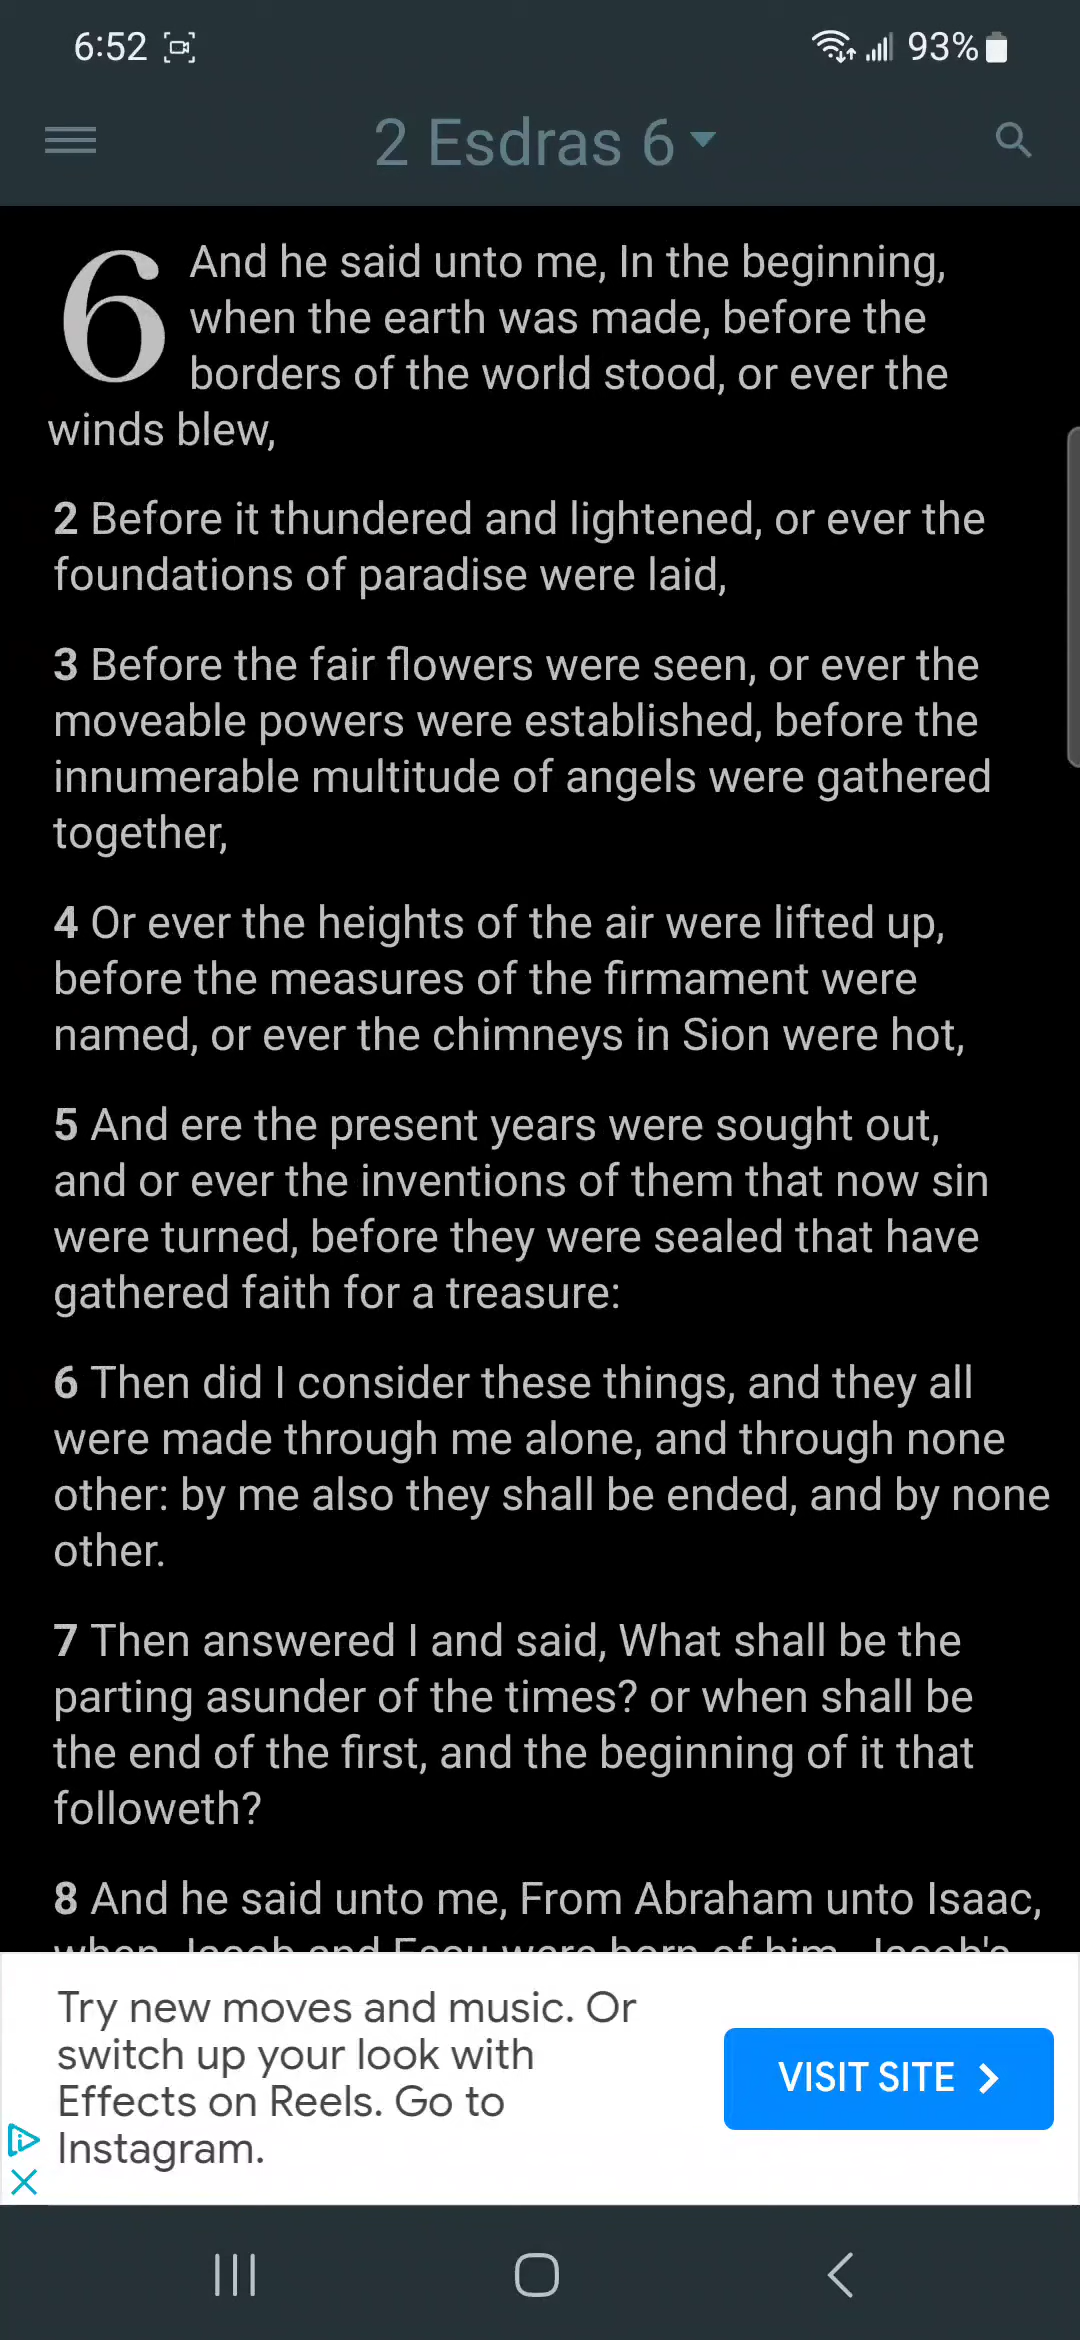 6:52
93%
2 Esdras 6
6 And he said unto me, In the beginning,
when the earth was made, before the
borders of the world stood, or ever the
winds blew,
2 Before it thundered and lightened, or ever the
foundations of paradise were laid,
3 Before the fair flowers were seen, or ever the
moveable powers were established, before the
innumerable multitude of angels were gathered
together,
4 Or ever the heights of the air were lifted up,
before the measures of the firmament were
named, or ever the chimneys in Sion were hot,
5 And ere the present years were sought out,
and or ever the inventions of them that now sin
were turned, before they were sealed that have
gathered faith for a treasure:
6 Then did I consider these things, and they all
were made through me alone, and through none
other: by me also they shall be ended, and by none
other.
7 Then answered I and said, What shall be the
parting asunder of the times? or when shall be
the end of the first, and the beginning of it that
followeth?
8 And he said unto me, From Abraham unto Isaac,
when Jacob and Esau were born of him, Jacob's
Try new moves and music. Or
switch up your look with
Effects on Reels. Go to
Instagram.
VISIT SITE